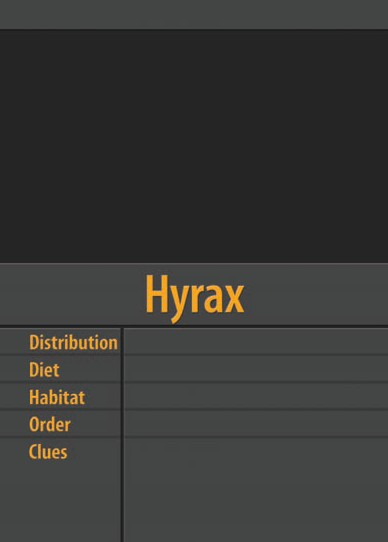 Hyrax
Distribution
Diet
Habitat
Order
Clues